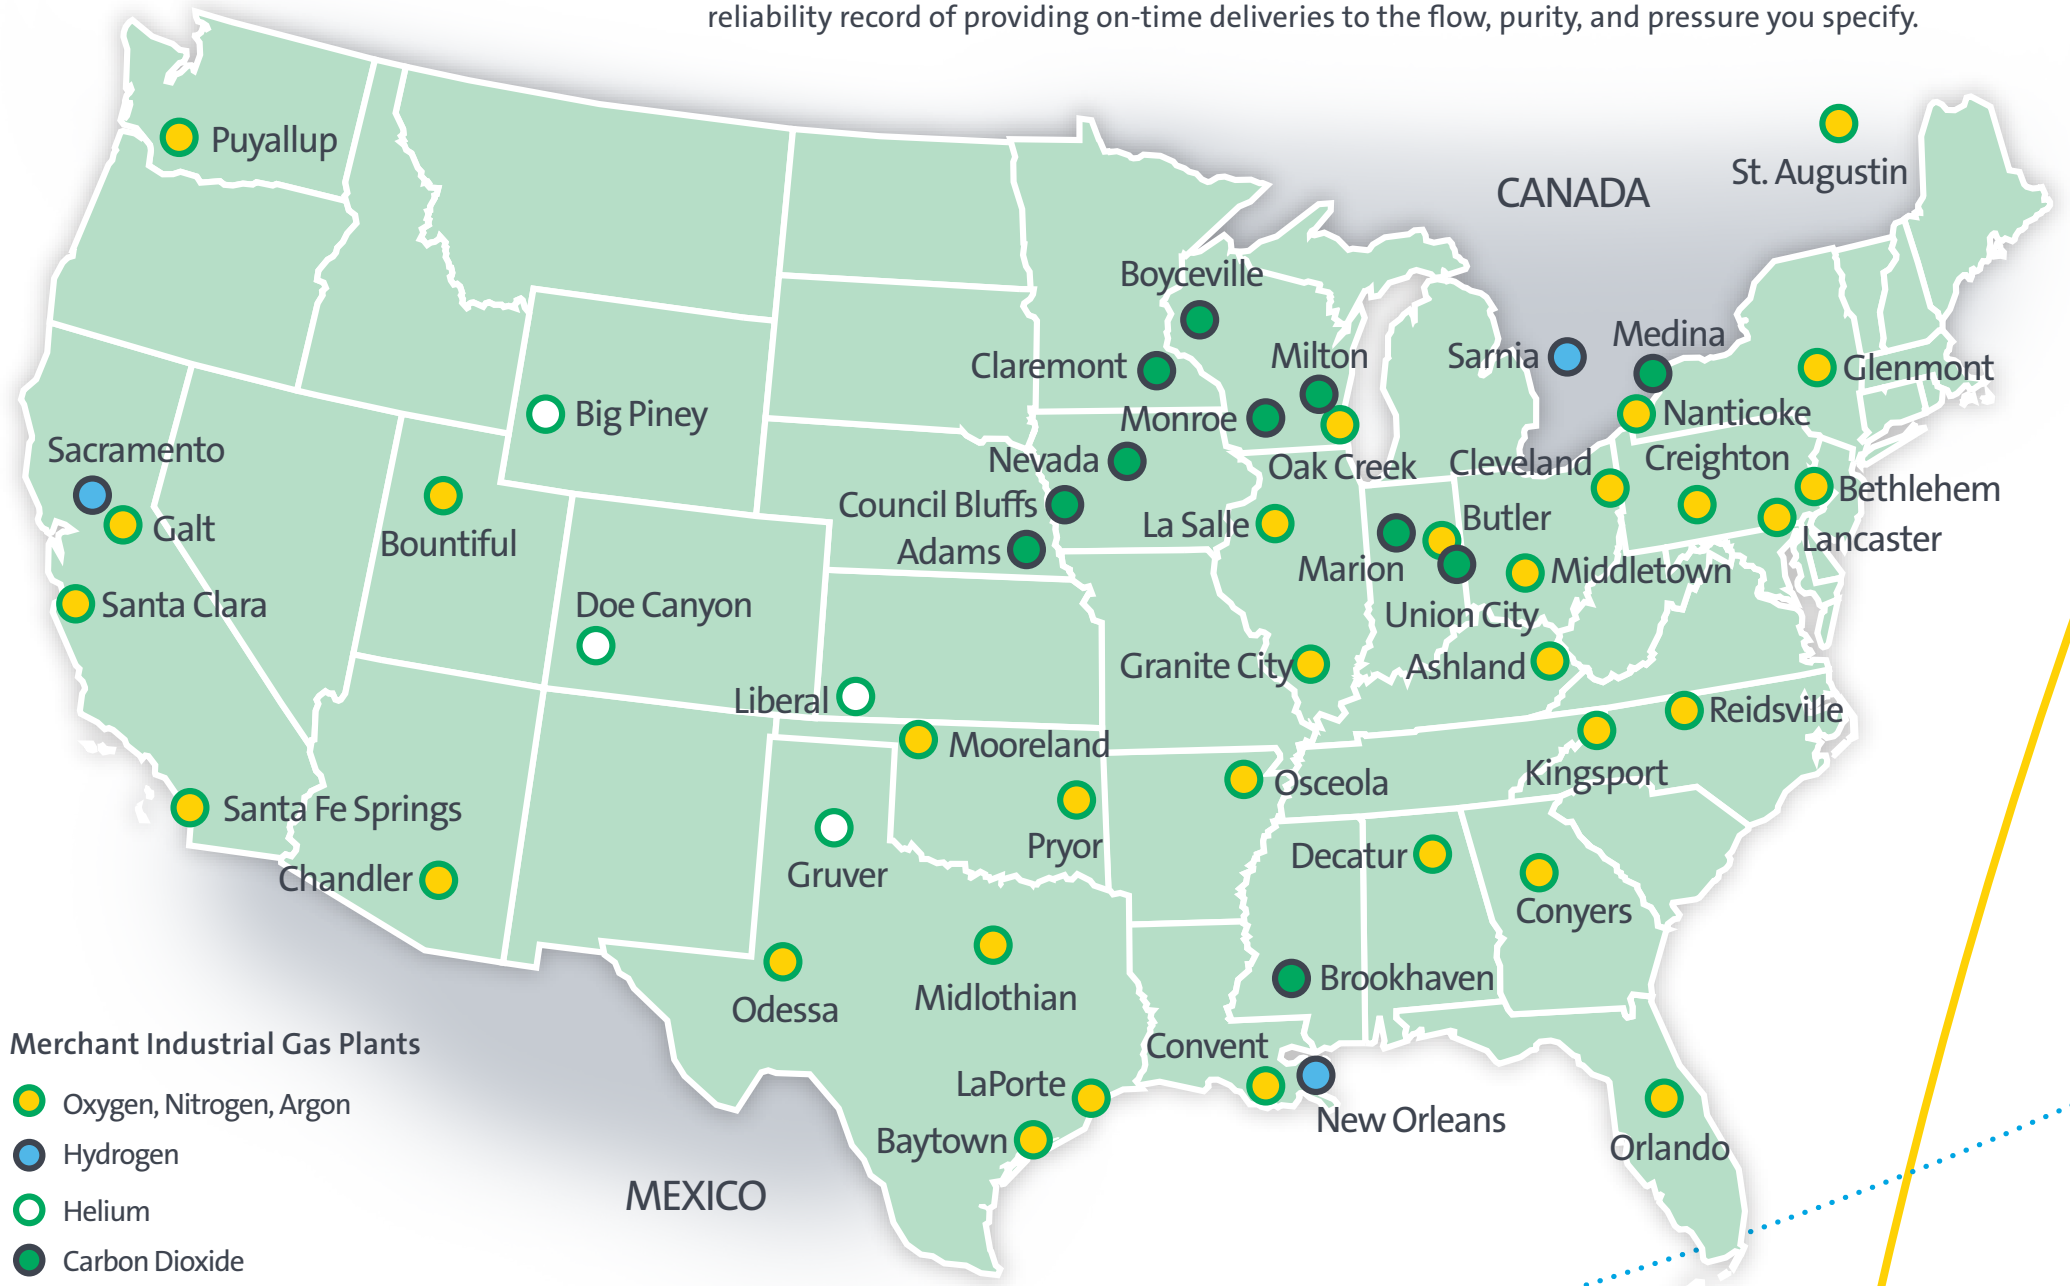 reliability record of providing on-time deliveries to the flow, purity, and pressure you specify.
Puyallup
St. Augustin
CANADA
Boyceville
Medina
Milton
Sarnia
Claremont
Glenmont
Big Piney
Monroe
Nanticoke
Sacramento
Nevada
Oak Creek
Cleveland
Creighton
Bethlehem
Council Bluffs
Galt
La Salle
Butler
Bountiful
Adams
Lancaster
Marion
Middletown
Santa Clara
Doe Canyon
Union City
Granite City
Ashland
Liberal
Reidsville
Mooreland
Kingsport
Osceola
Santa Fe Springs
Pryor
Decatur
Gruver
Chandler
Conyers
Brookhaven
Midlothian
Odessa
Convent
LaPorte
New Orleans
Baytown
Orlando
MEXICO
Merchant Industrial Gas Plants
Oxygen, Nitrogen, Argon
Hydrogen
Helium
Carbon Dioxide